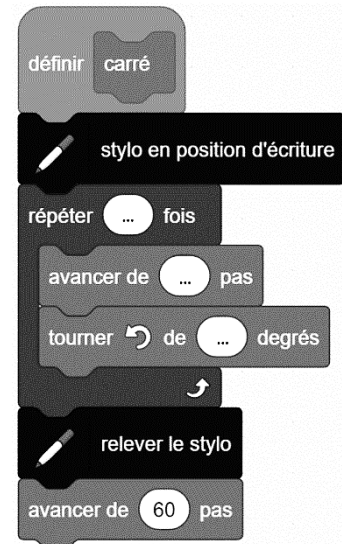 définir carré
stylo en position d'écriture
répéter ... fois
avancer de ... pas
tourner de ... degrés
relever le stylo
avancer de 60 pas